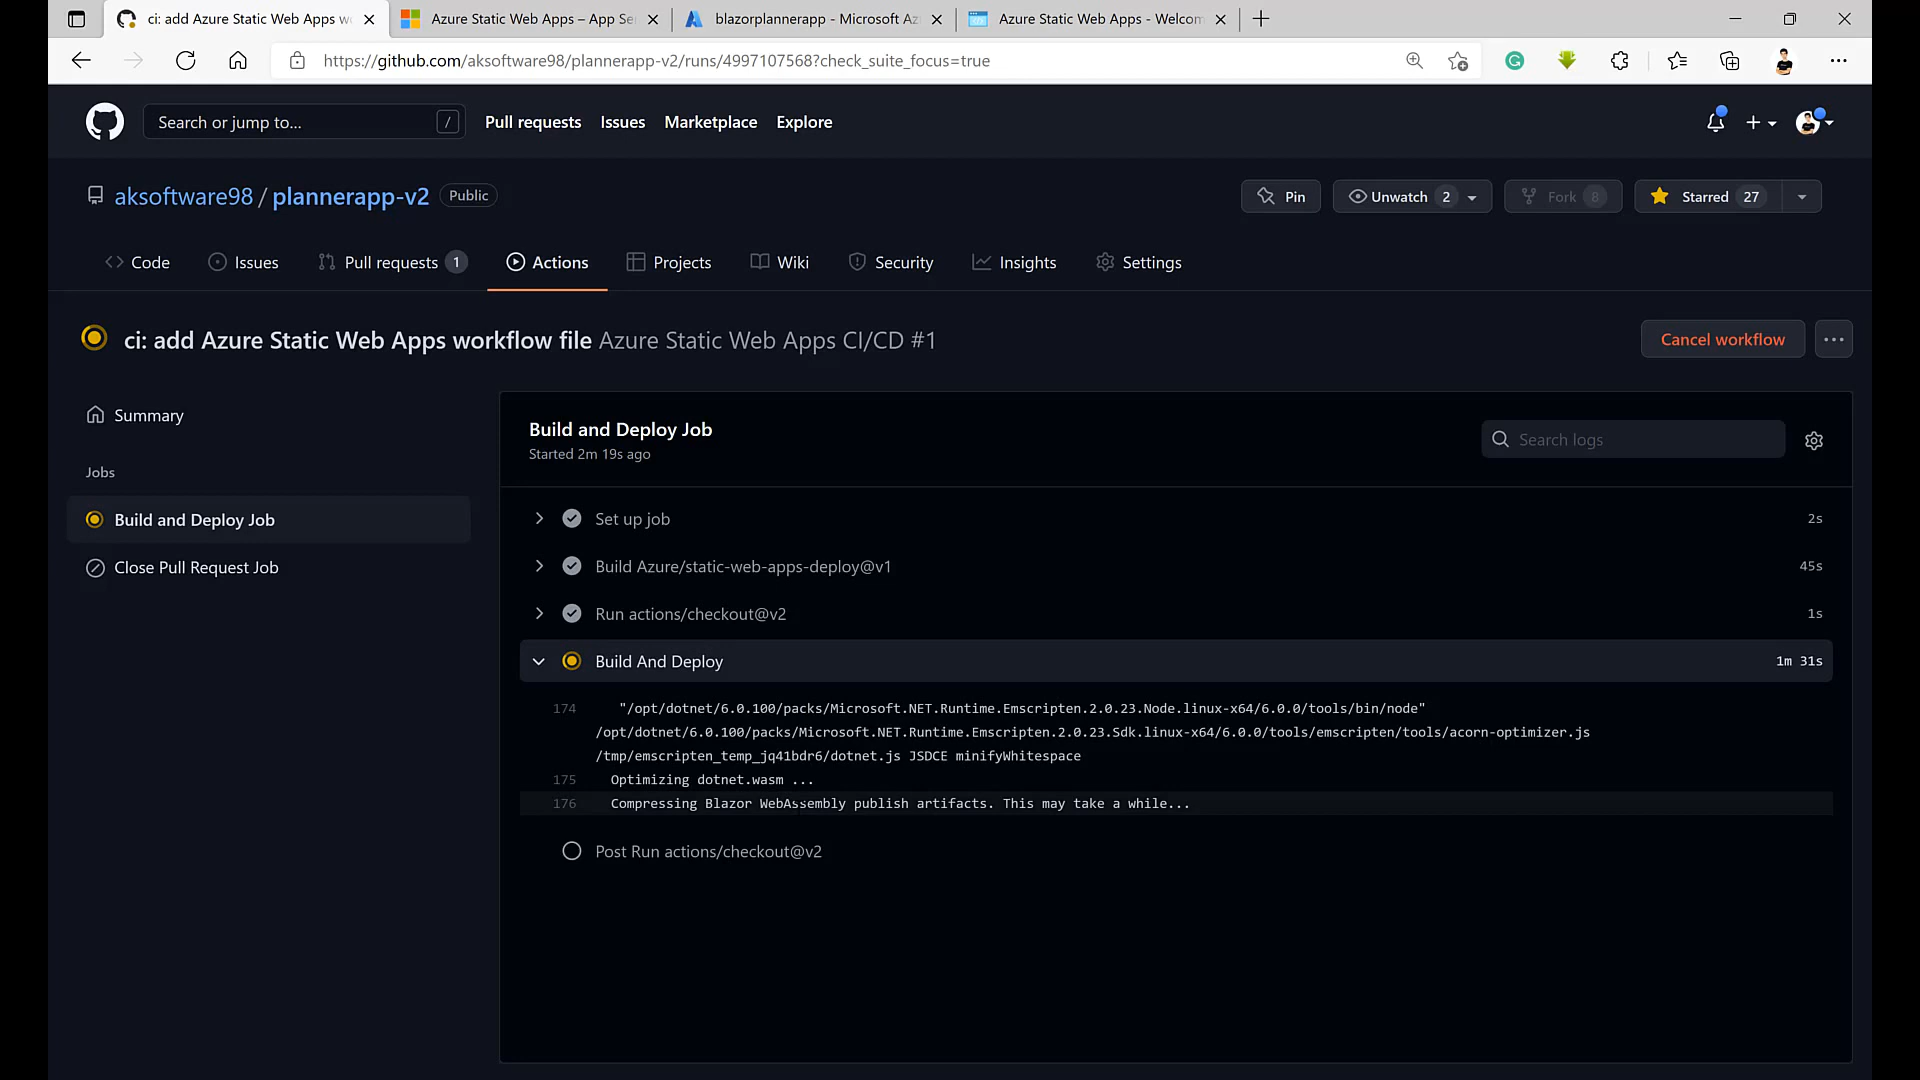 ci: add Azure Static Web Apps wo
Azure Static Web Apps – App Se
blazorplannerapp - Microsoft Az
Azure Static Web Apps - Welcom
https://github.com/aksoftware98/plannerapp-v2/runs/4997107568?check_suite_focus=true
Search or jump to... /
Pull requests Issues Marketplace Explore
aksoftware98 / plannerapp-v2 Public
Pin Unwatch 2 Fork 8 Starred 27
Code Issues Pull requests 1 Actions Projects Wiki Security Insights Settings
ci: add Azure Static Web Apps workflow file Azure Static Web Apps CI/CD #1
Cancel workflow
Summary
Jobs
Build and Deploy Job
Close Pull Request Job
Build and Deploy Job
Started 2m 19s ago
Search logs
Set up job 2s
Build Azure/static-web-apps-deploy@v1 45s
Run actions/checkout@v2 1s
Build And Deploy 1m 31s
174 "/opt/dotnet/6.0.100/packs/Microsoft.NET.Runtime.Emscripten.2.0.23.Node.linux-x64/6.0.0/tools/bin/node"
/opt/dotnet/6.0.100/packs/Microsoft.NET.Runtime.Emscripten.2.0.23.Sdk.linux-x64/6.0.0/tools/emscripten/tools/acorn-optimizer.js
/tmp/emscripten_temp_jq41bdr6/dotnet.js JSDCE minifyWhitespace
175 Optimizing dotnet.wasm ...
176 Compressing Blazor WebAssembly publish artifacts. This may take a while...
Post Run actions/checkout@v2